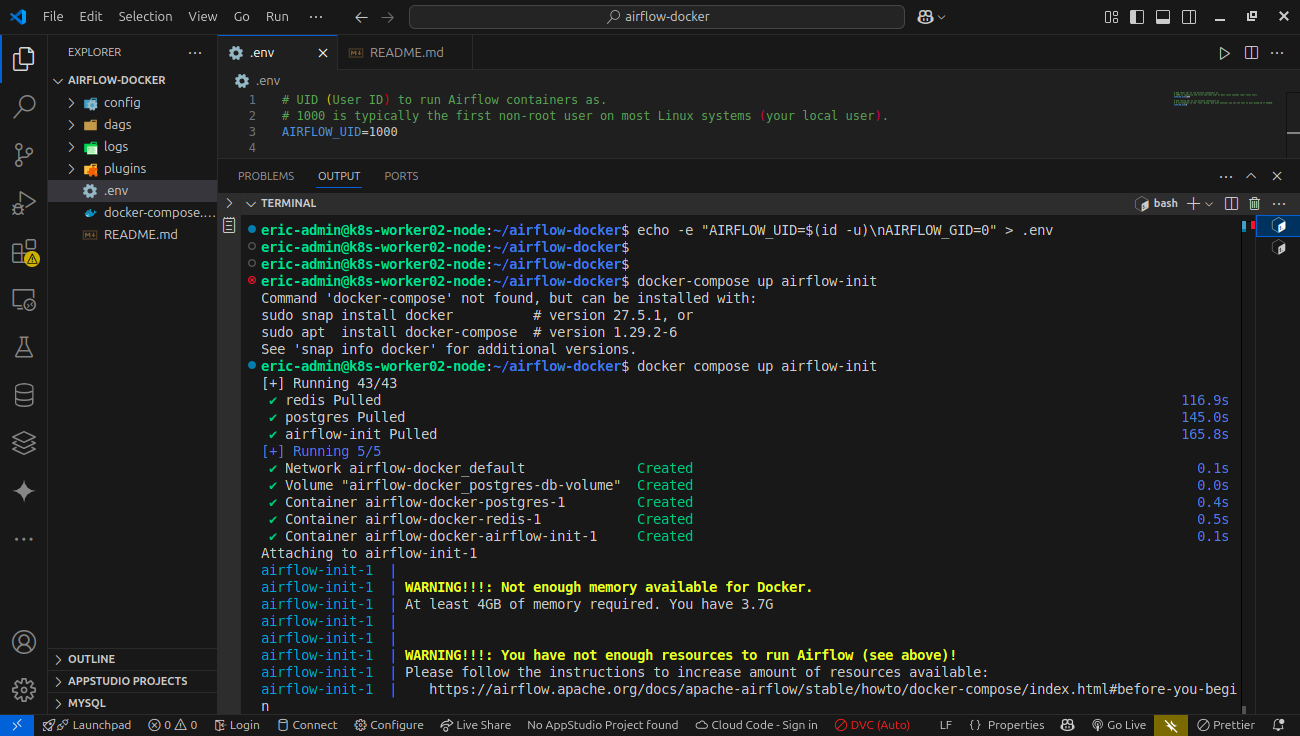 File Edit Selection View Go Run ··· airflow-docker
EXPLORER ···
AIRFLOW-DOCKER
config
dags
logs
plugins
.env
docker-compose....
README.md
OUTLINE
APPSTUDIO PROJECTS
MYSQL
.env README.md
.env
1 # UID (User ID) to run Airflow containers as.
2 # 1000 is typically the first non-root user on most Linux systems (your local user).
3 AIRFLOW_UID=1000
4
PROBLEMS OUTPUT PORTS
TERMINAL bash
eric-admin@k8s-worker02-node:~/airflow-docker$ echo -e "AIRFLOW_UID=$(id -u)\nAIRFLOW_GID=0" > .env
eric-admin@k8s-worker02-node:~/airflow-docker$
eric-admin@k8s-worker02-node:~/airflow-docker$
eric-admin@k8s-worker02-node:~/airflow-docker$ docker-compose up airflow-init
Command 'docker-compose' not found, but can be installed with:
sudo snap install docker          # version 27.5.1, or
sudo apt  install docker-compose  # version 1.29.2-6
See 'snap info docker' for additional versions.
eric-admin@k8s-worker02-node:~/airflow-docker$ docker compose up airflow-init
[+] Running 43/43
✔ redis Pulled 116.9s
✔ postgres Pulled 145.0s
✔ airflow-init Pulled 165.8s
[+] Running 5/5
✔ Network airflow-docker_default Created 0.1s
✔ Volume "airflow-docker_postgres-db-volume" Created 0.0s
✔ Container airflow-docker-postgres-1 Created 0.4s
✔ Container airflow-docker-redis-1 Created 0.5s
✔ Container airflow-docker-airflow-init-1 Created 0.1s
Attaching to airflow-init-1
airflow-init-1  |
airflow-init-1  | WARNING!!!: Not enough memory available for Docker.
airflow-init-1  | At least 4GB of memory required. You have 3.7G
airflow-init-1  |
airflow-init-1  |
airflow-init-1  | WARNING!!!: You have not enough resources to run Airflow (see above)!
airflow-init-1  | Please follow the instructions to increase amount of resources available:
airflow-init-1  |    https://airflow.apache.org/docs/apache-airflow/stable/howto/docker-compose/index.html#before-you-begi
n
Launchpad 0 0 Login Connect Configure Live Share No AppStudio Project found Cloud Code - Sign in DVC (Auto) LF {} Properties Go Live Prettier